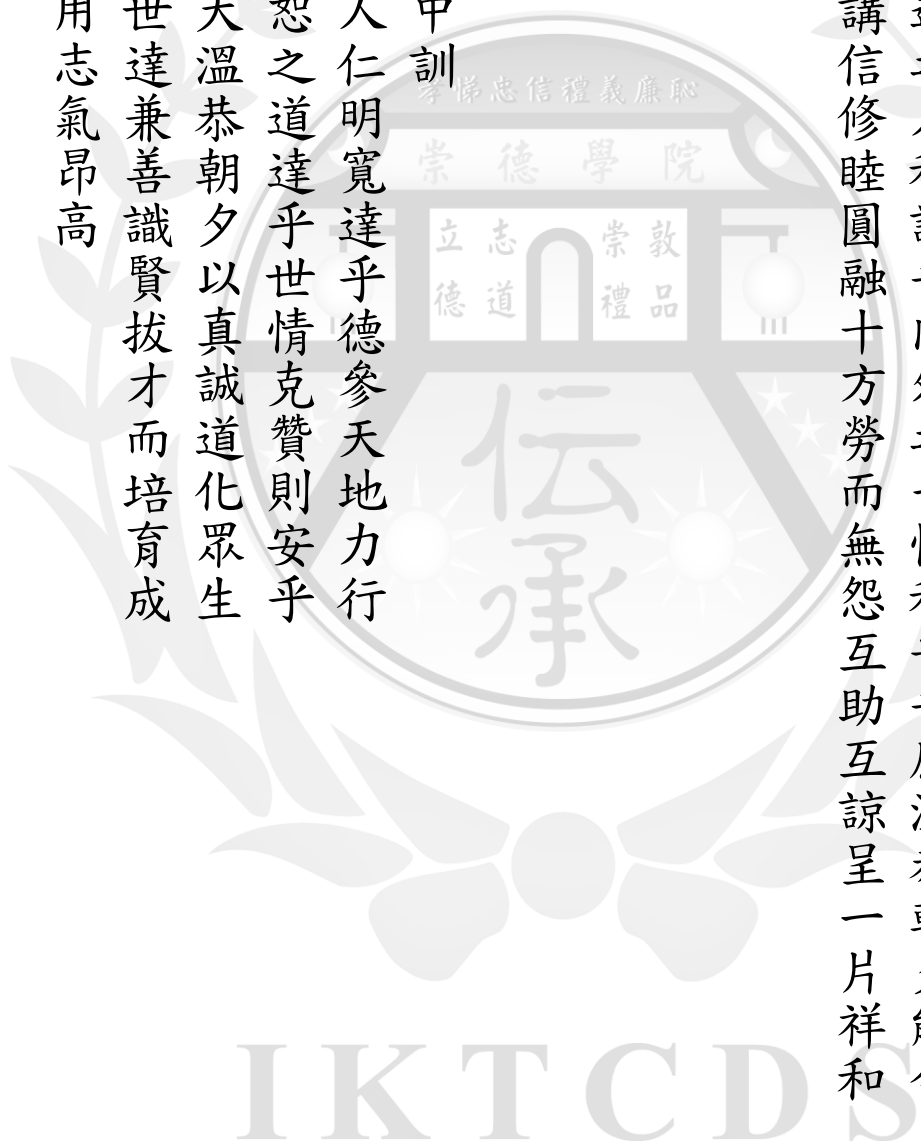 講信修睦圓融十方勞而無怨互助互諒呈一片祥和
中訓
人仁明寬達乎德參天地力行
恕之道達乎世情克贊則安乎
天溫恭朝夕以真誠道化眾生
世達兼善識賢拔才而培育成
用志氣昂高
孝悌忠信禮義廉恥
崇德學院
立志 崇敦
德道 禮品
伝承
IKTCDS